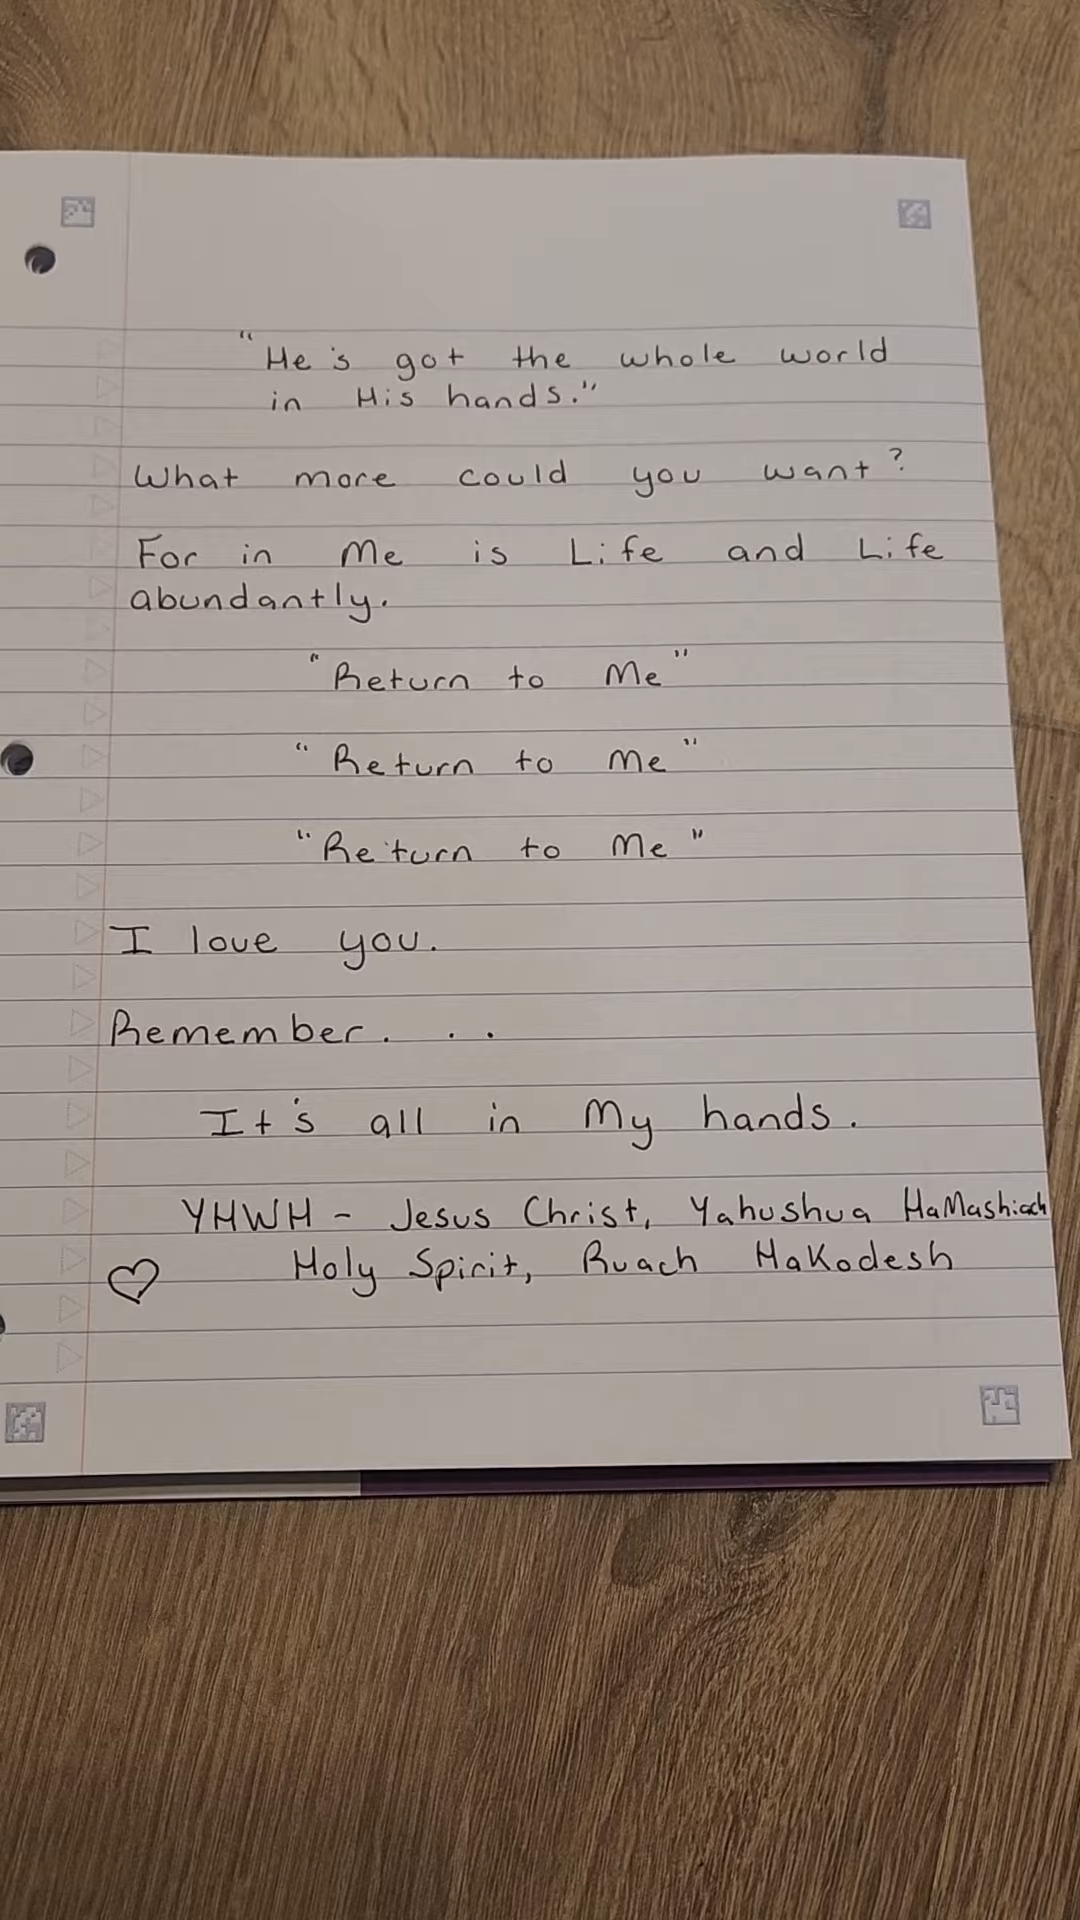 "He's got the whole world
in His hands."
What more could you want?
For in Me is Life and Life
abundantly.
"Return to Me"
"Return to Me"
"Return to Me"
I love you.
Remember. . .
It's all in My hands.
YHWH - Jesus Christ, Yahushua HaMashiach
Holy Spirit, Ruach HaKodesh